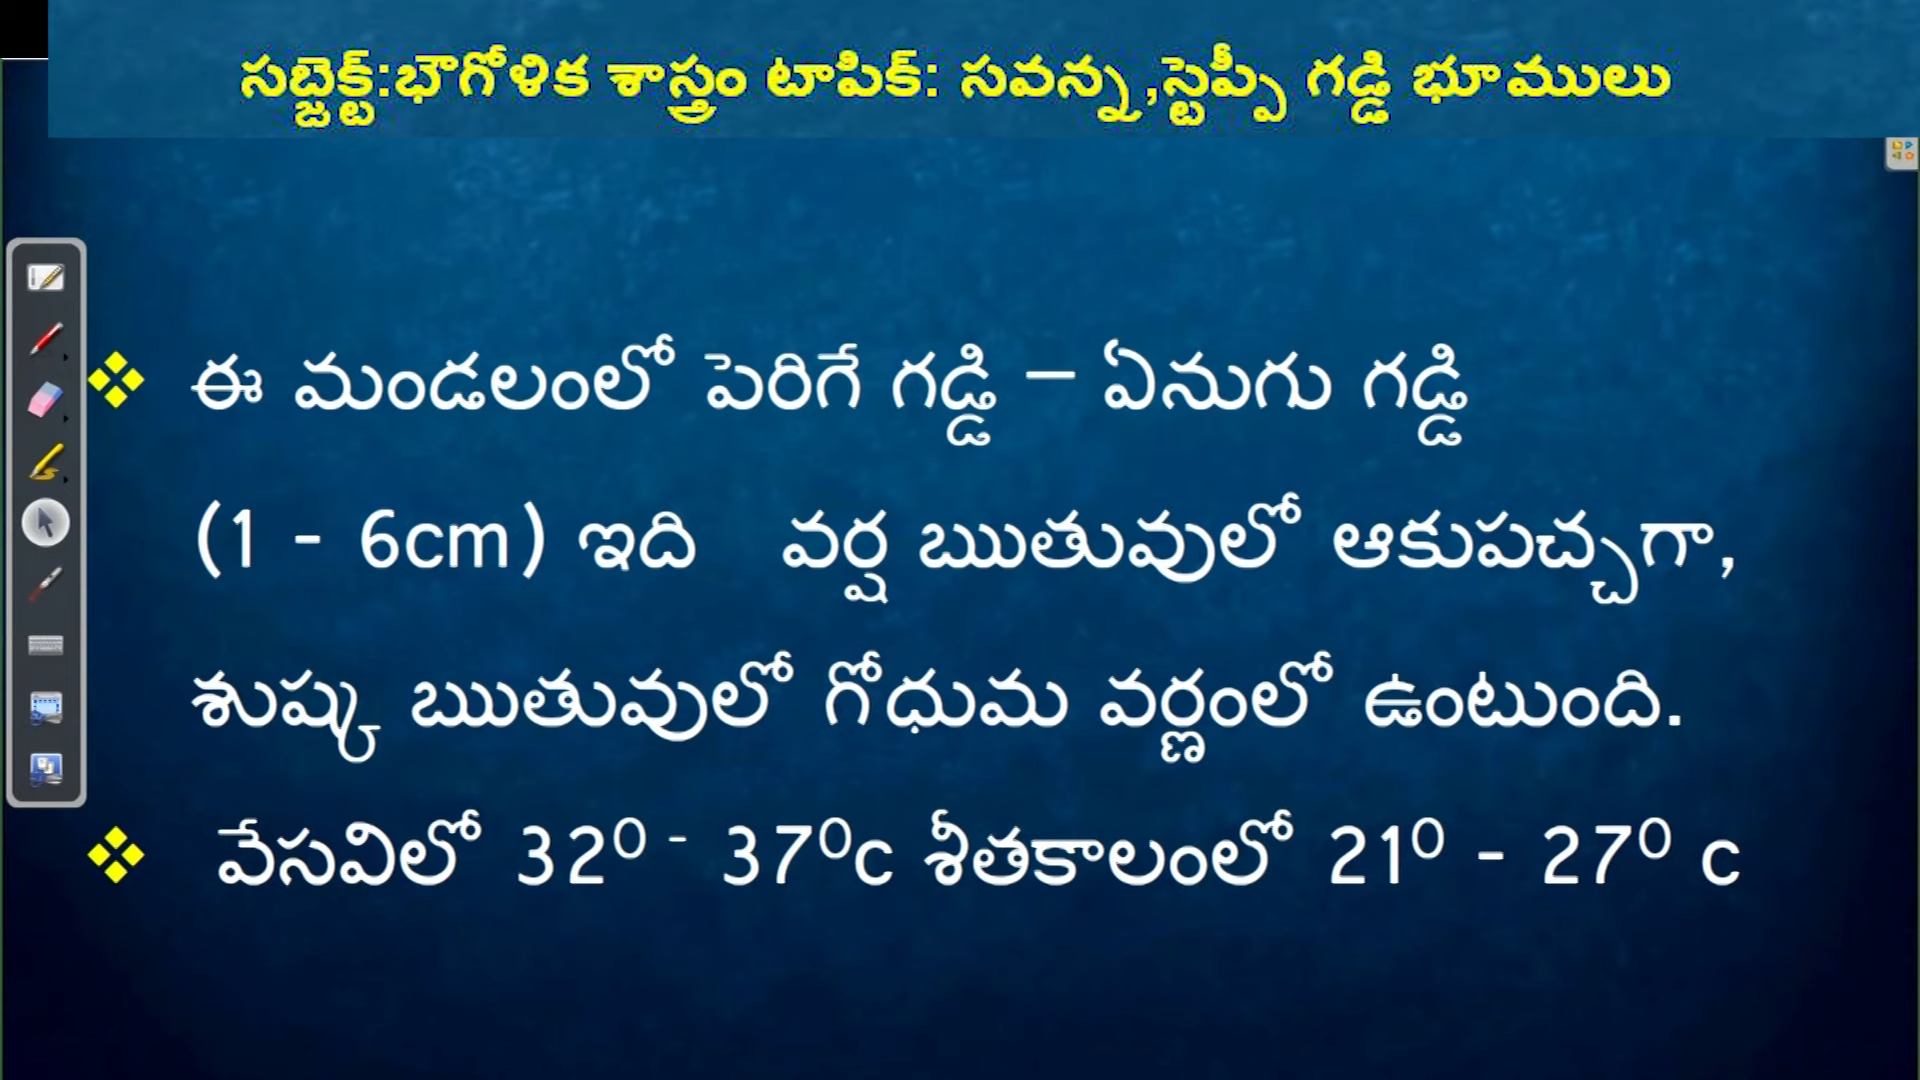 సబ్జెక్ట్:భౌగోళిక శాస్త్రం టాపిక్: సవన్న,స్టెప్పీ గడ్డి భూములు
❖ ఈ మండలంలో పెరిగే గడ్డి – ఏనుగు గడ్డి
(1 - 6cm) ఇది వర్ష ఋతువులో ఆకుపచ్చగా,
శుష్క ఋతువులో గోధుమ వర్ణంలో ఉంటుంది.
❖ వేసవిలో 32⁰ - 37⁰c శీతకాలంలో 21⁰ - 27⁰ c